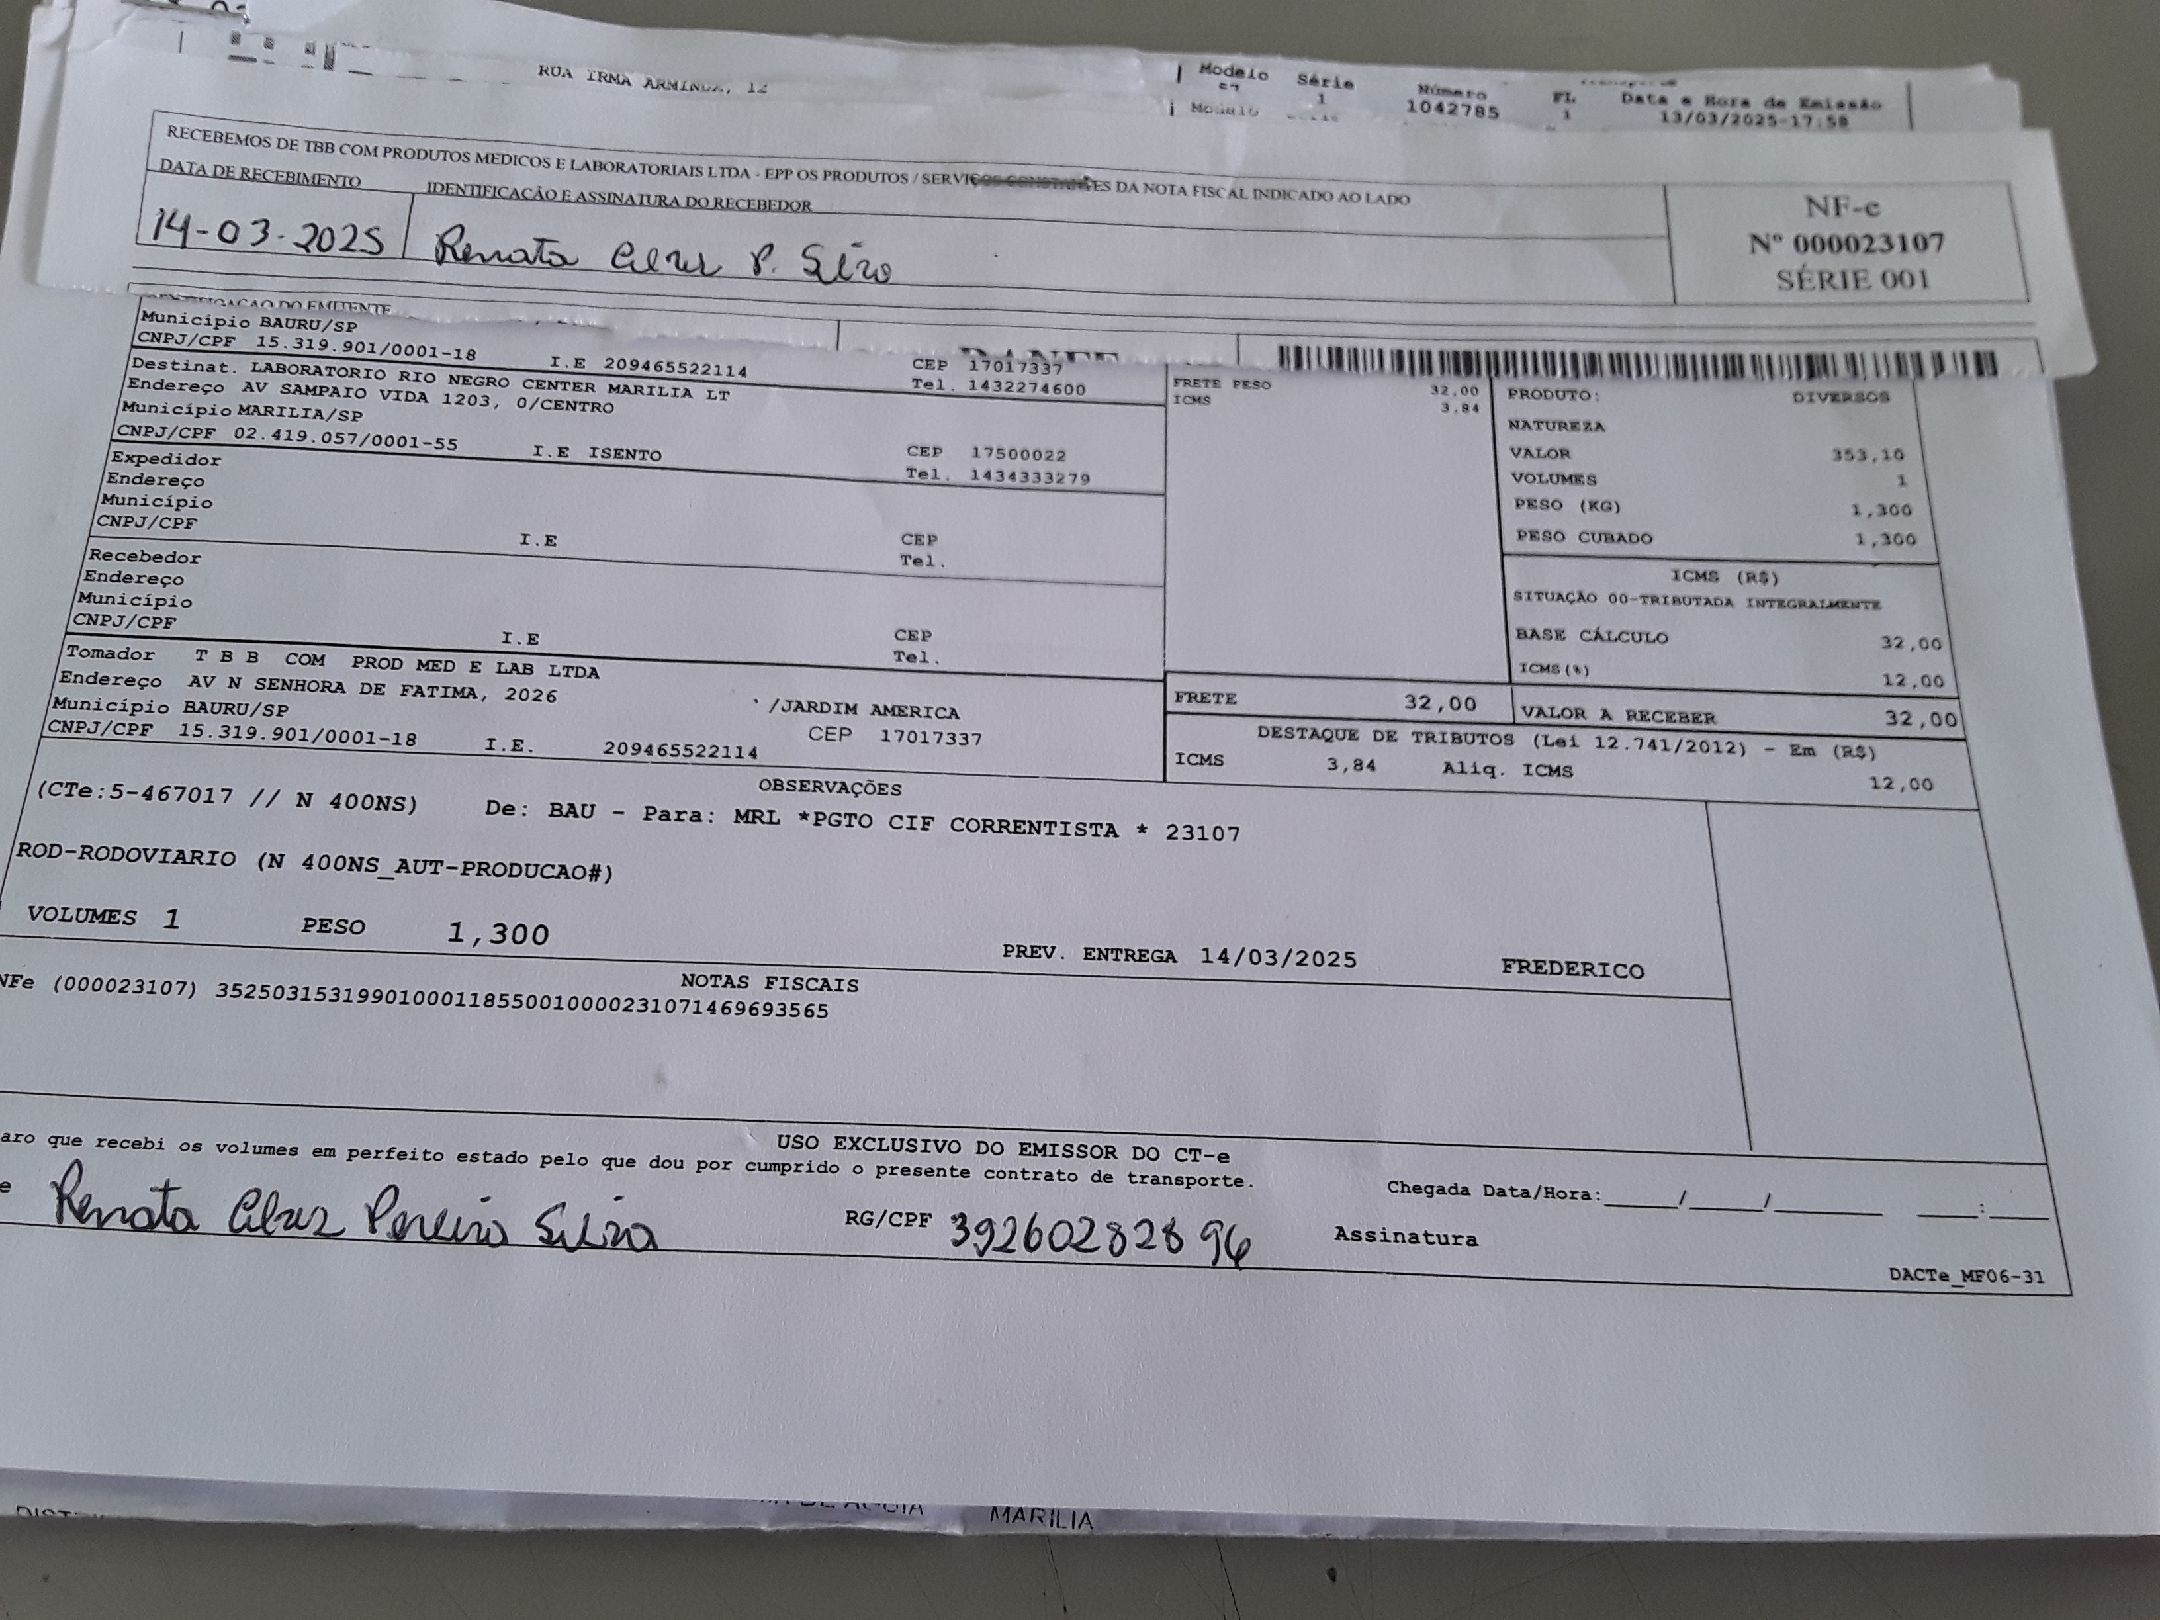 RUA IRMA ARMINDA, 12
Modelo Série Número FL Data e Hora de Emissão
57 1 1042785 1 13/03/2025-17:58
Modelo
RECEBEMOS DE TBB COM PRODUTOS MEDICOS E LABORATORIAIS LTDA - EPP OS PRODUTOS / SERVIÇOS CONSTANTES DA NOTA FISCAL INDICADO AO LADO
DATA DE RECEBIMENTO IDENTIFICAÇÃO E ASSINATURA DO RECEBEDOR
14-03-2025 Renata P.
NF-e
Nº 000023107
SÉRIE 001
IDENTIFICAÇÃO DO EMITENTE
DANFE
Município BAURU/SP CEP 17017337
CNPJ/CPF 15.319.901/0001-18 I.E 209465522114 Tel. 1432274600
Destinat. LABORATORIO RIO NEGRO CENTER MARILIA LT
Endereço AV SAMPAIO VIDA 1203, 0/CENTRO
Município MARILIA/SP CEP 17500022
CNPJ/CPF 02.419.057/0001-55 I.E ISENTO Tel. 1434333279
Expedidor
Endereço
Município CEP
CNPJ/CPF I.E Tel.
Recebedor
Endereço
Município CEP
CNPJ/CPF I.E Tel.
Tomador T B B COM PROD MED E LAB LTDA
Endereço AV N SENHORA DE FATIMA, 2026 /JARDIM AMERICA
Município BAURU/SP CEP 17017337
CNPJ/CPF 15.319.901/0001-18 I.E. 209465522114
FRETE PESO 32,00
ICMS 3,84
PRODUTO: DIVERSOS
NATUREZA
VALOR 353,10
VOLUMES 1
PESO (KG) 1,300
PESO CUBADO 1,300
ICMS (R$)
SITUAÇÃO 00-TRIBUTADA INTEGRALMENTE
BASE CÁLCULO 32,00
ICMS(%) 12,00
FRETE 32,00 VALOR A RECEBER 32,00
DESTAQUE DE TRIBUTOS (Lei 12.741/2012) - Em (R$)
ICMS 3,84 Aliq. ICMS 12,00
OBSERVAÇÕES
(CTe:5-467017 // N 400NS) De: BAU - Para: MRL *PGTO CIF CORRENTISTA * 23107
ROD-RODOVIARIO (N 400NS_AUT-PRODUCAO#)
VOLUMES 1 PESO 1,300 PREV. ENTREGA 14/03/2025 FREDERICO
NOTAS FISCAIS
NFe (000023107) 35250315319901000118550010000231071469693565
USO EXCLUSIVO DO EMISSOR DO CT-e
aro que recebi os volumes em perfeito estado pelo que dou por cumprido o presente contrato de transporte.
Chegada Data/Hora:_____/_____/_______ ____:____
e Renata Pereira Silva RG/CPF 39260282896 Assinatura
DACTe_MF06-31
MARILIA